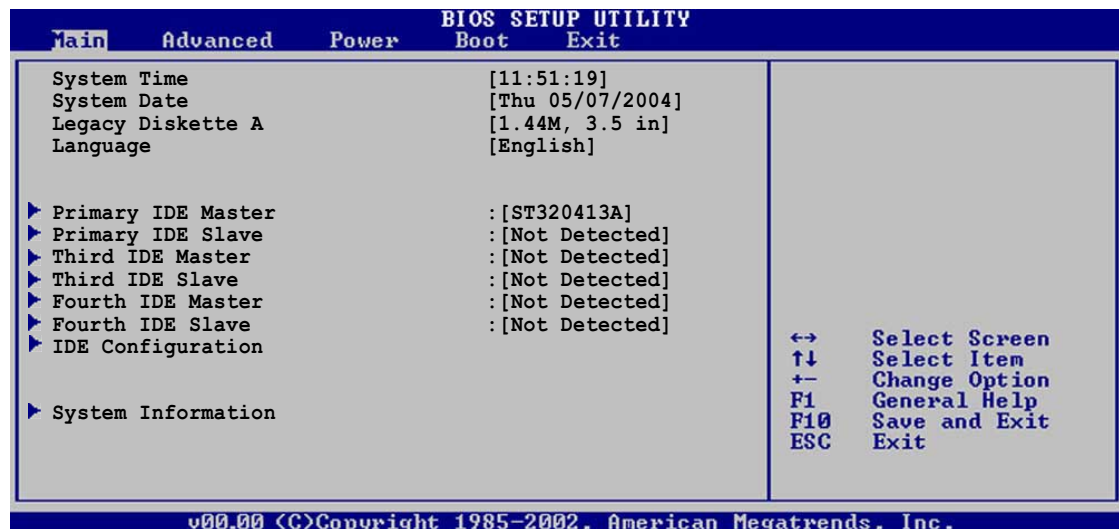 BIOS SETUP UTILITY
Main Advanced Power Boot Exit
System Time [11:51:19]
System Date [Thu 05/07/2004]
Legacy Diskette A [1.44M, 3.5 in]
Language [English]
Primary IDE Master :[ST320413A]
Primary IDE Slave :[Not Detected]
Third IDE Master :[Not Detected]
Third IDE Slave :[Not Detected]
Fourth IDE Master :[Not Detected]
Fourth IDE Slave :[Not Detected]
IDE Configuration
System Information
←→ Select Screen
↑↓ Select Item
+- Change Option
F1 General Help
F10 Save and Exit
ESC Exit
v00.00 (C)Copyright 1985-2002, American Megatrends, Inc.